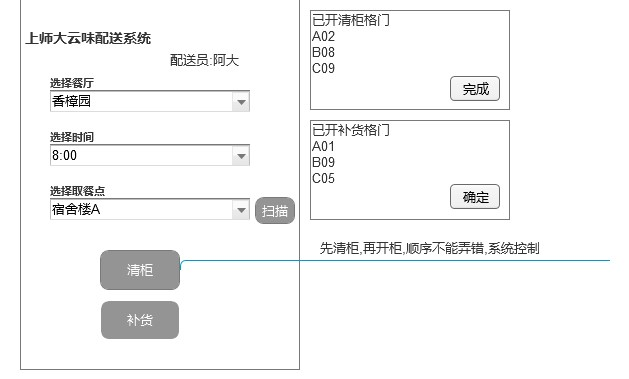 上师大云味配送系统
配送员:阿大
选择餐厅
香樟园
选择时间
8:00
选择取餐点
宿舍楼A
扫描
清柜
补货
已开清柜格门
A02
B08
C09
完成
已开补货格门
A01
B09
C05
确定
先清柜,再开柜,顺序不能弄错,系统控制